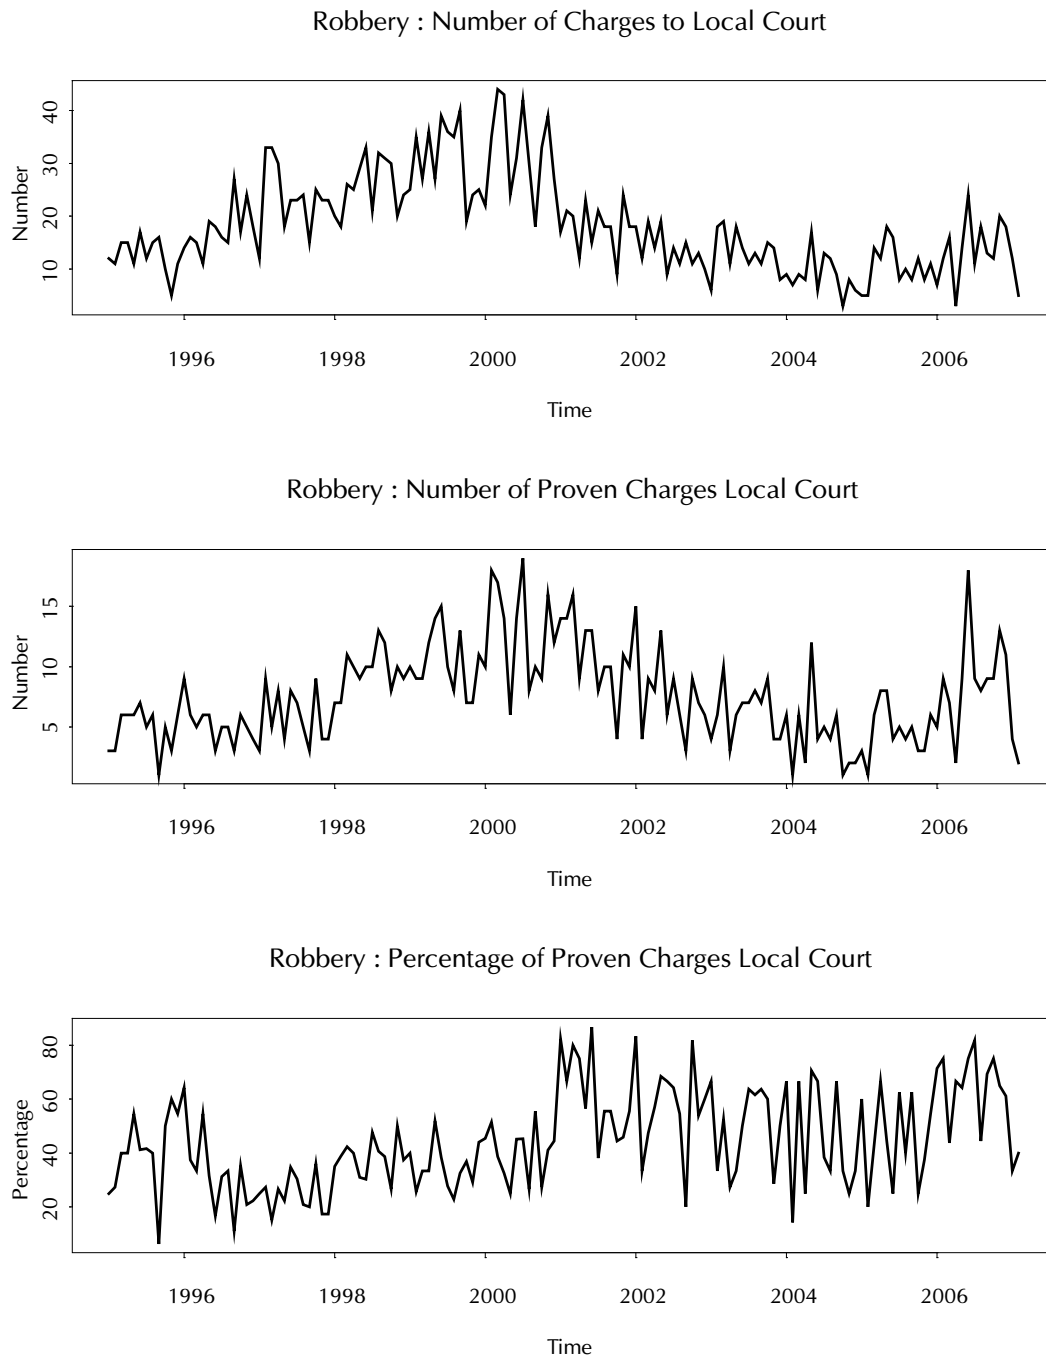 Robbery : Number of Charges to Local Court
Number
40
30
20
10
1996 1998 2000 2002 2004 2006
Time
Robbery : Number of Proven Charges Local Court
Number
15
10
5
1996 1998 2000 2002 2004 2006
Time
Robbery : Percentage of Proven Charges Local Court
Percentage
80
60
40
20
1996 1998 2000 2002 2004 2006
Time